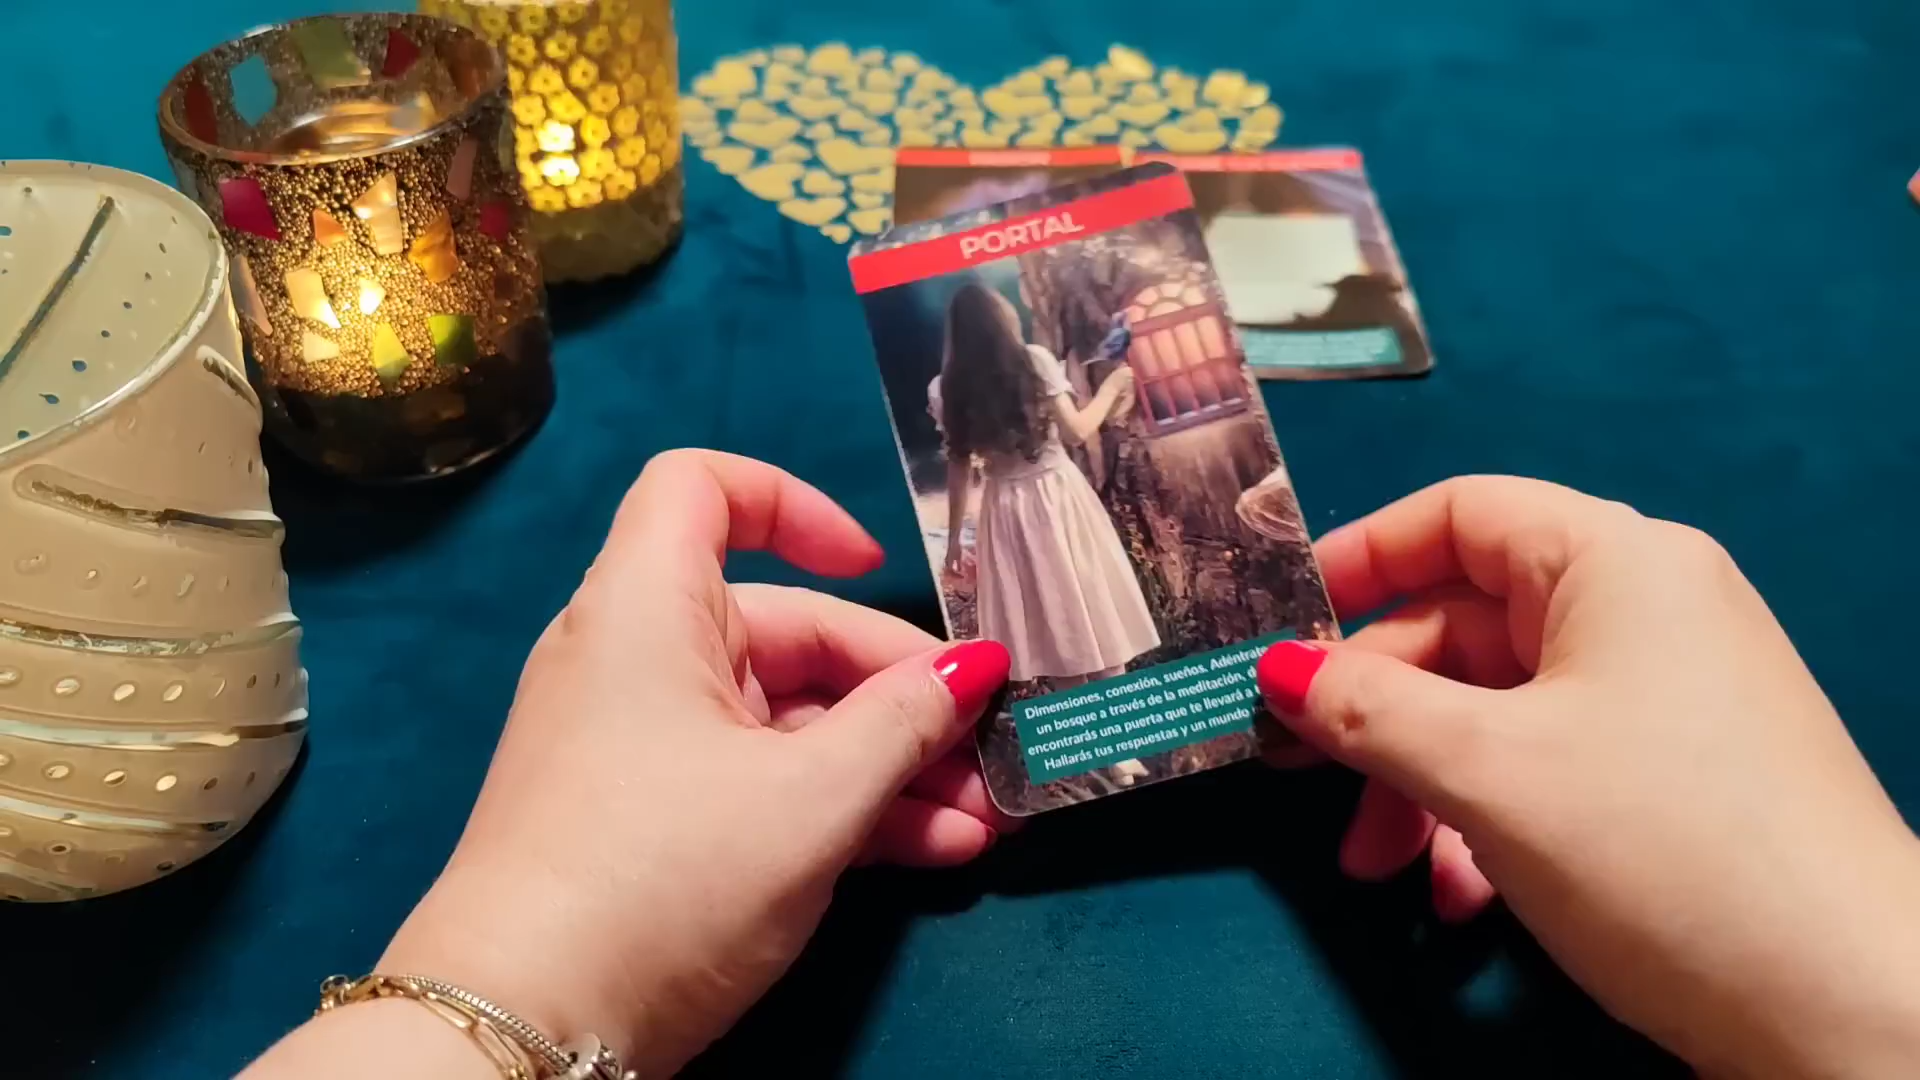 PORTAL
Dimensiones, conexión, sueños. Adéntrate
un bosque a través de la meditación,
encontrarás una puerta que te llevará a
Hallarás tus respuestas y un mundo